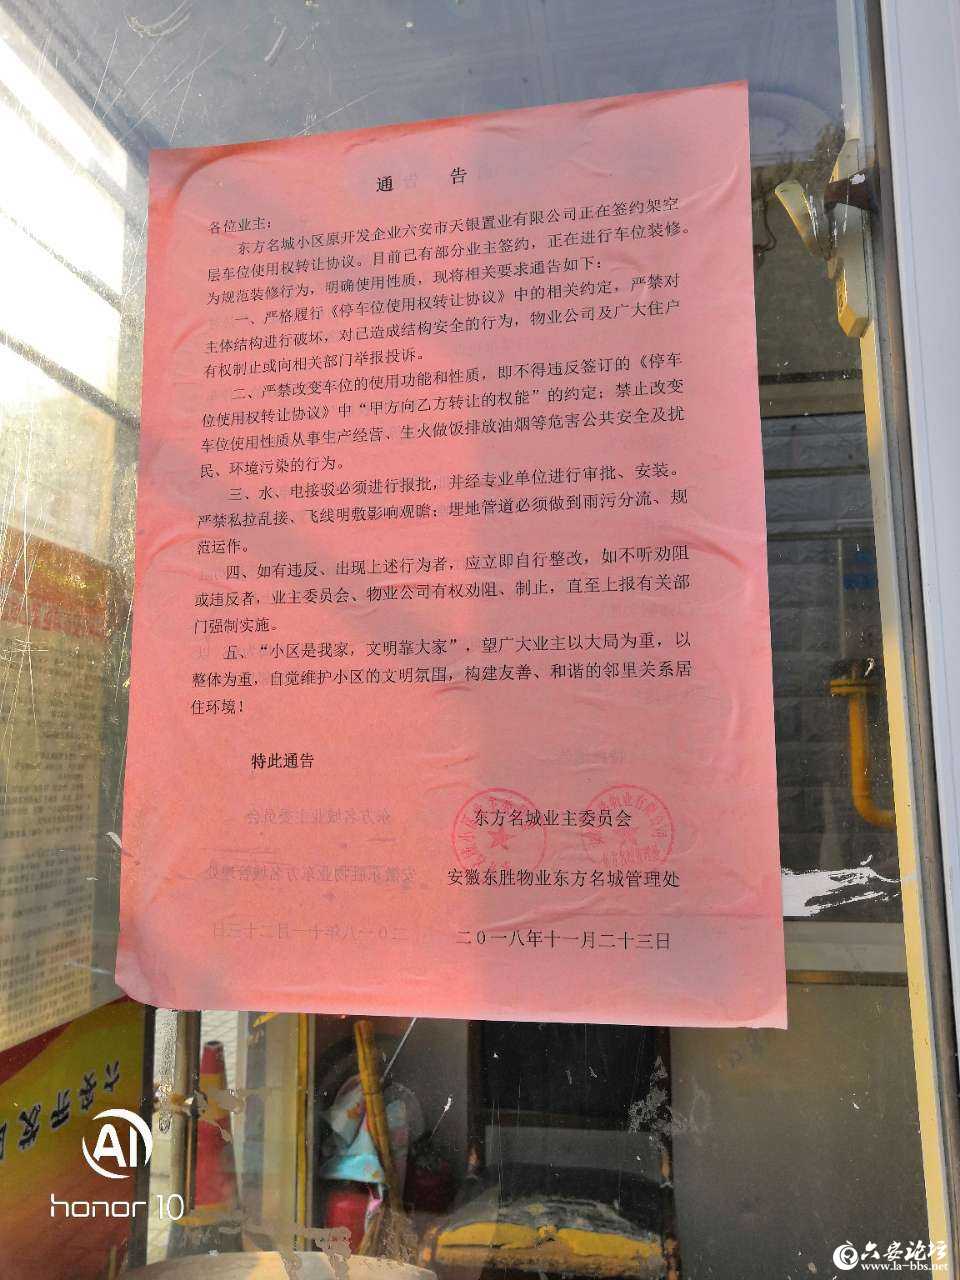 通 告
各位业主：
东方名城小区原开发企业六安市天银置业有限公司正在签约架空
层车位使用权转让协议。目前已有部分业主签约，正在进行车位装修。
为规范装修行为，明确使用性质，现将相关要求通告如下：
一、严格履行《停车位使用权转让协议》中的相关约定，严禁对
主体结构进行破坏，对已造成结构安全的行为，物业公司及广大住户
有权制止或向相关部门举报投诉。
二、严禁改变车位的使用功能和性质，即不得违反签订的《停车
位使用权转让协议》中“甲方向乙方转让的权能”的约定；禁止改变
车位使用性质从事生产经营、生火做饭排放油烟等危害公共安全及扰
民、环境污染的行为。
三、水、电接驳必须进行报批，并经专业单位进行审批、安装。
严禁私拉乱接、飞线明敷影响观瞻；埋地管道必须做到雨污分流、规
范运作。
四、如有违反、出现上述行为者，应立即自行整改，如不听劝阻
或违反者，业主委员会、物业公司有权劝阻、制止，直至上报有关部
门强制实施。
五、“小区是我家，文明靠大家”，望广大业主以大局为重，以
整体为重，自觉维护小区的文明氛围，构建友善、和谐的邻里关系居
住环境！
特此通告
东方名城业主委员会
安徽东胜物业东方名城管理处
二〇一八年十一月二十三日
六安开发区
AI
honor 10
六安论坛
www.la-bbs.net